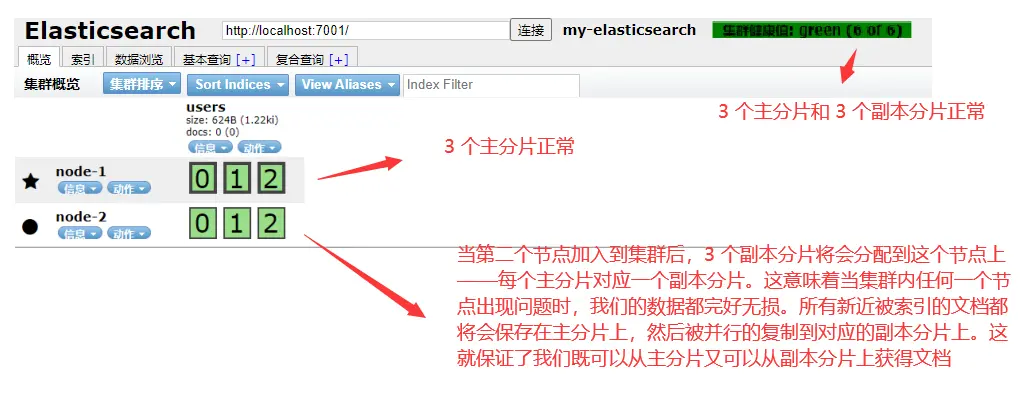 Elasticsearch http://localhost:7001/ 连接 my-elasticsearch 集群健康值: green (6 of 6)
概览 索引 数据浏览 基本查询 [+] 复合查询 [+]
集群概览 集群排序 Sort Indices View Aliases Index Filter
3 个主分片和 3 个副本分片正常
users
size: 624B (1.22ki)
docs: 0 (0)
信息 动作
3 个主分片正常
node-1
信息 动作
0 1 2
node-2
信息 动作
0 1 2
当第二个节点加入到集群后，3 个副本分片将会分配到这个节点上
——每个主分片对应一个副本分片。这意味着当集群内任何一个节
点出现问题时，我们的数据都完好无损。所有新近被索引的文档都
将会保存在主分片上，然后被并行的复制到对应的副本分片上。这
就保证了我们既可以从主分片又可以从副本分片上获得文档